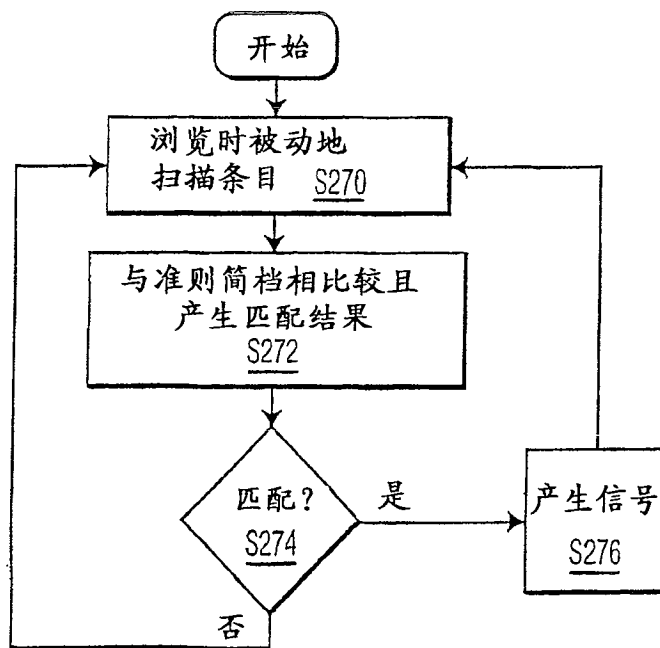 开始
浏览时被动地
扫描条目 S270
与准则简档相比较且
产生匹配结果
S272
匹配?
S274
是
产生信号
S276
否